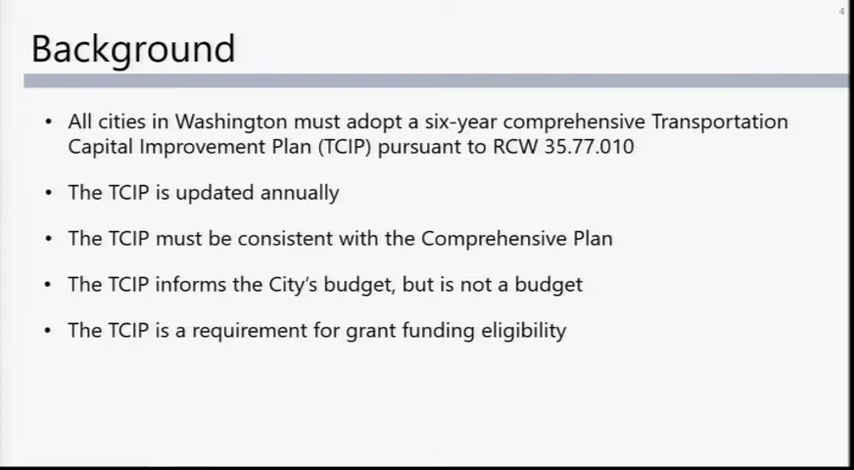 4
Background
• All cities in Washington must adopt a six-year comprehensive Transportation
Capital Improvement Plan (TCIP) pursuant to RCW 35.77.010
• The TCIP is updated annually
• The TCIP must be consistent with the Comprehensive Plan
• The TCIP informs the City’s budget, but is not a budget
• The TCIP is a requirement for grant funding eligibility